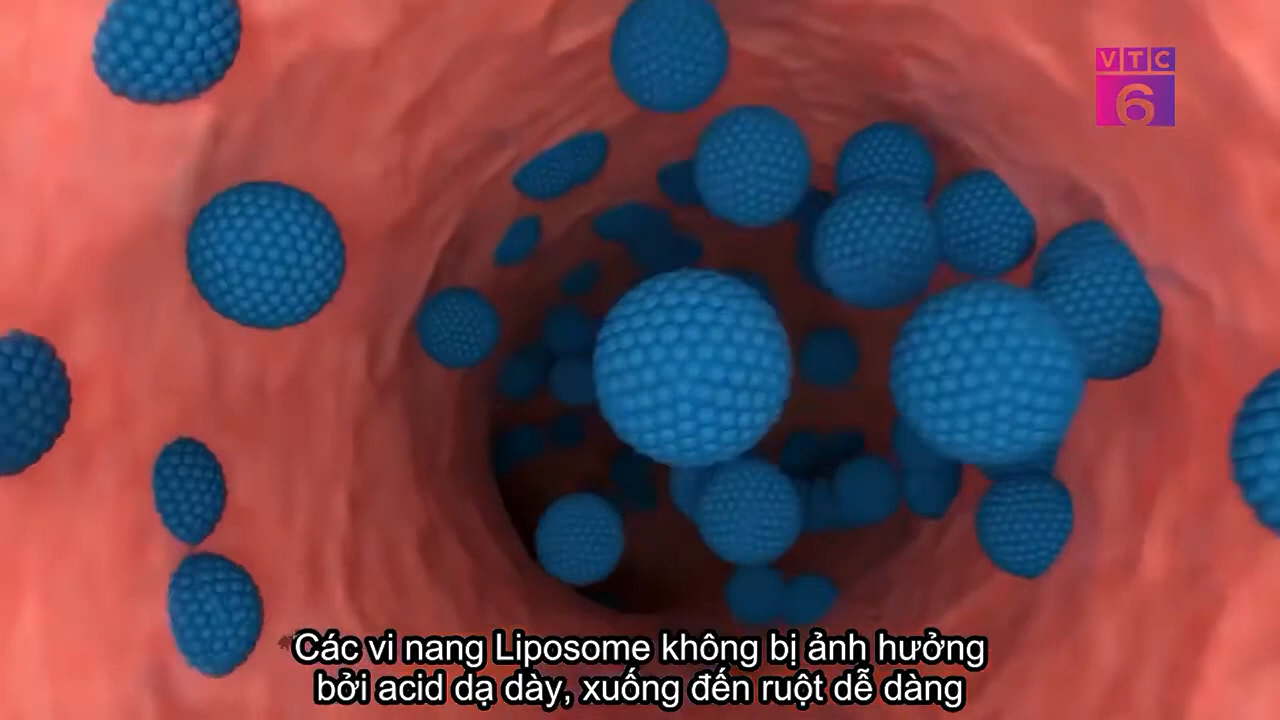 VTC
6
Các vi nang Liposome không bị ảnh hưởng
bởi acid dạ dày, xuống đến ruột dễ dàng